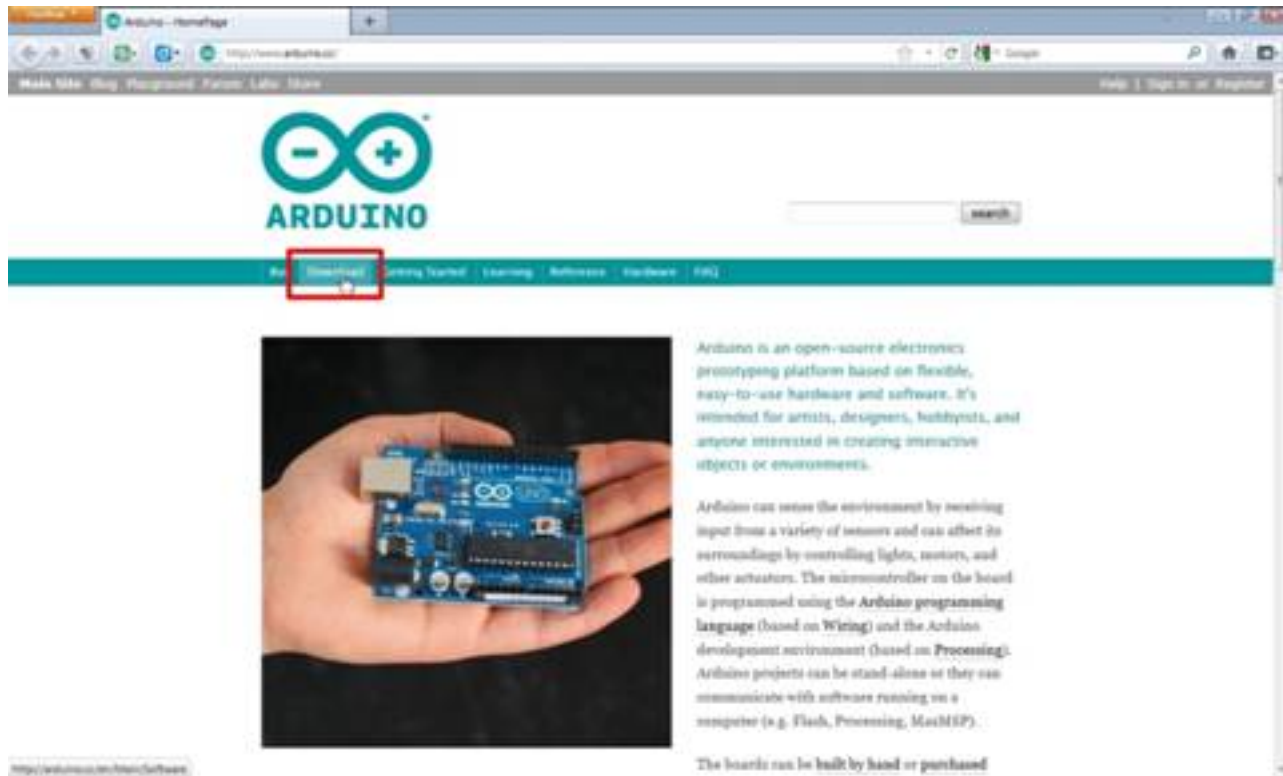 Arduino - HomePage
http://www.arduino.cc/
Google
Main Site Blog Playground Forum Labs Store
Help | Sign in or Register
ARDUINO
search
Download Getting Started Learning Reference Hardware FAQ
Arduino is an open-source electronics
prototyping platform based on flexible,
easy-to-use hardware and software. It's
intended for artists, designers, hobbyists, and
anyone interested in creating interactive
objects or environments.
Arduino can sense the environment by receiving
input from a variety of sensors and can affect its
surroundings by controlling lights, motors, and
other actuators. The microcontroller on the board
is programmed using the Arduino programming
language (based on Wiring) and the Arduino
development environment (based on Processing).
Arduino projects can be stand-alone or they can
communicate with software running on a
computer (e.g. Flash, Processing, MaxMSP).
The boards can be built by hand or purchased
http://arduino.cc/en/Main/Software